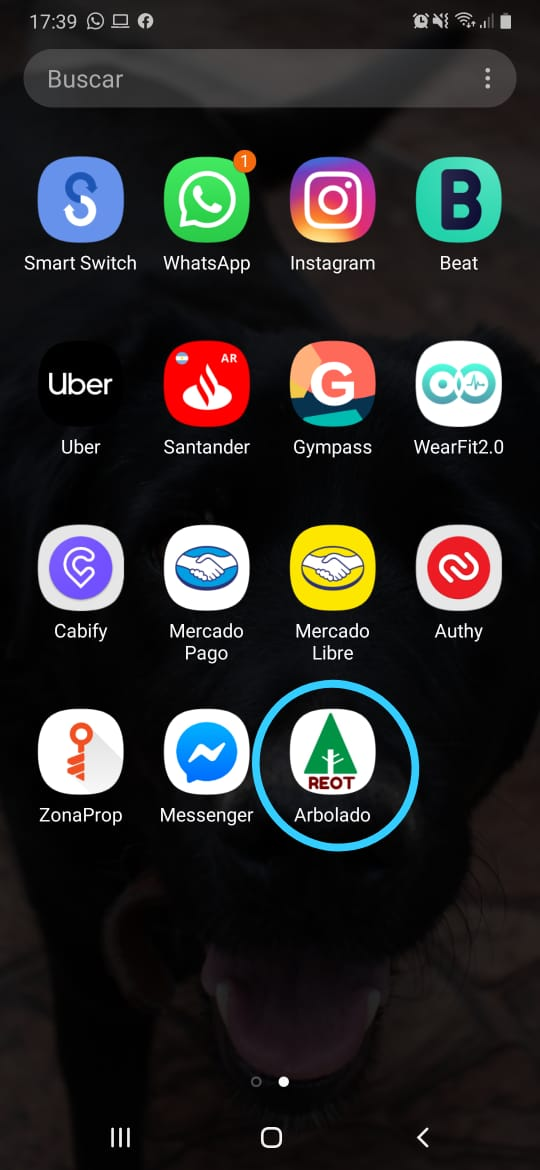 17:39
Buscar
1
Smart Switch
WhatsApp
Instagram
B
Beat
Uber
AR
G
Uber
Santander
Gympass
WearFit2.0
Cabify
Mercado
Pago
Mercado
Libre
Authy
REOT
ZonaProp
Messenger
Arbolado